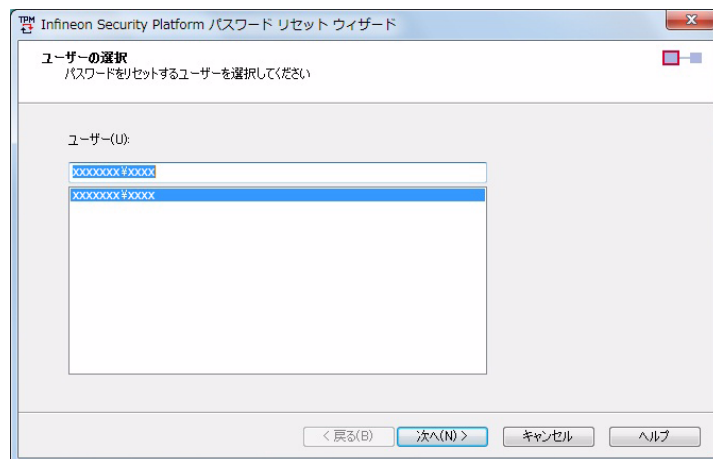 TPM
Infineon Security Platform パスワード リセット ウィザード
X
ユーザーの選択
パスワードをリセットするユーザーを選択してください
ユーザー(U):
xxxxxxx¥xxxx
xxxxxxx¥xxxx
< 戻る(B)
次へ(N) >
キャンセル
ヘルプ